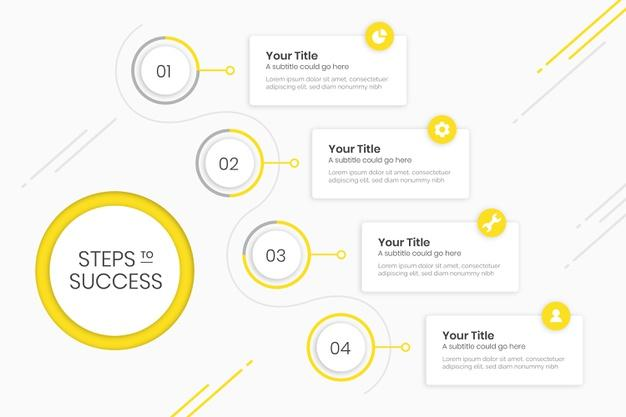 01
Your Title
A subtitle could go here
Lorem ipsum dolor sit amet, consectetuer
adipiscing elit, sed diam nonummy nibh
02
Your Title
A subtitle could go here
Lorem ipsum dolor sit amet, consectetuer
adipiscing elit, sed diam nonummy nibh
STEPS TO
SUCCESS
03
Your Title
A subtitle could go here
Lorem ipsum dolor sit amet, consectetuer
adipiscing elit, sed diam nonummy nibh
04
Your Title
A subtitle could go here
Lorem ipsum dolor sit amet, consectetuer
adipiscing elit, sed diam nonummy nibh